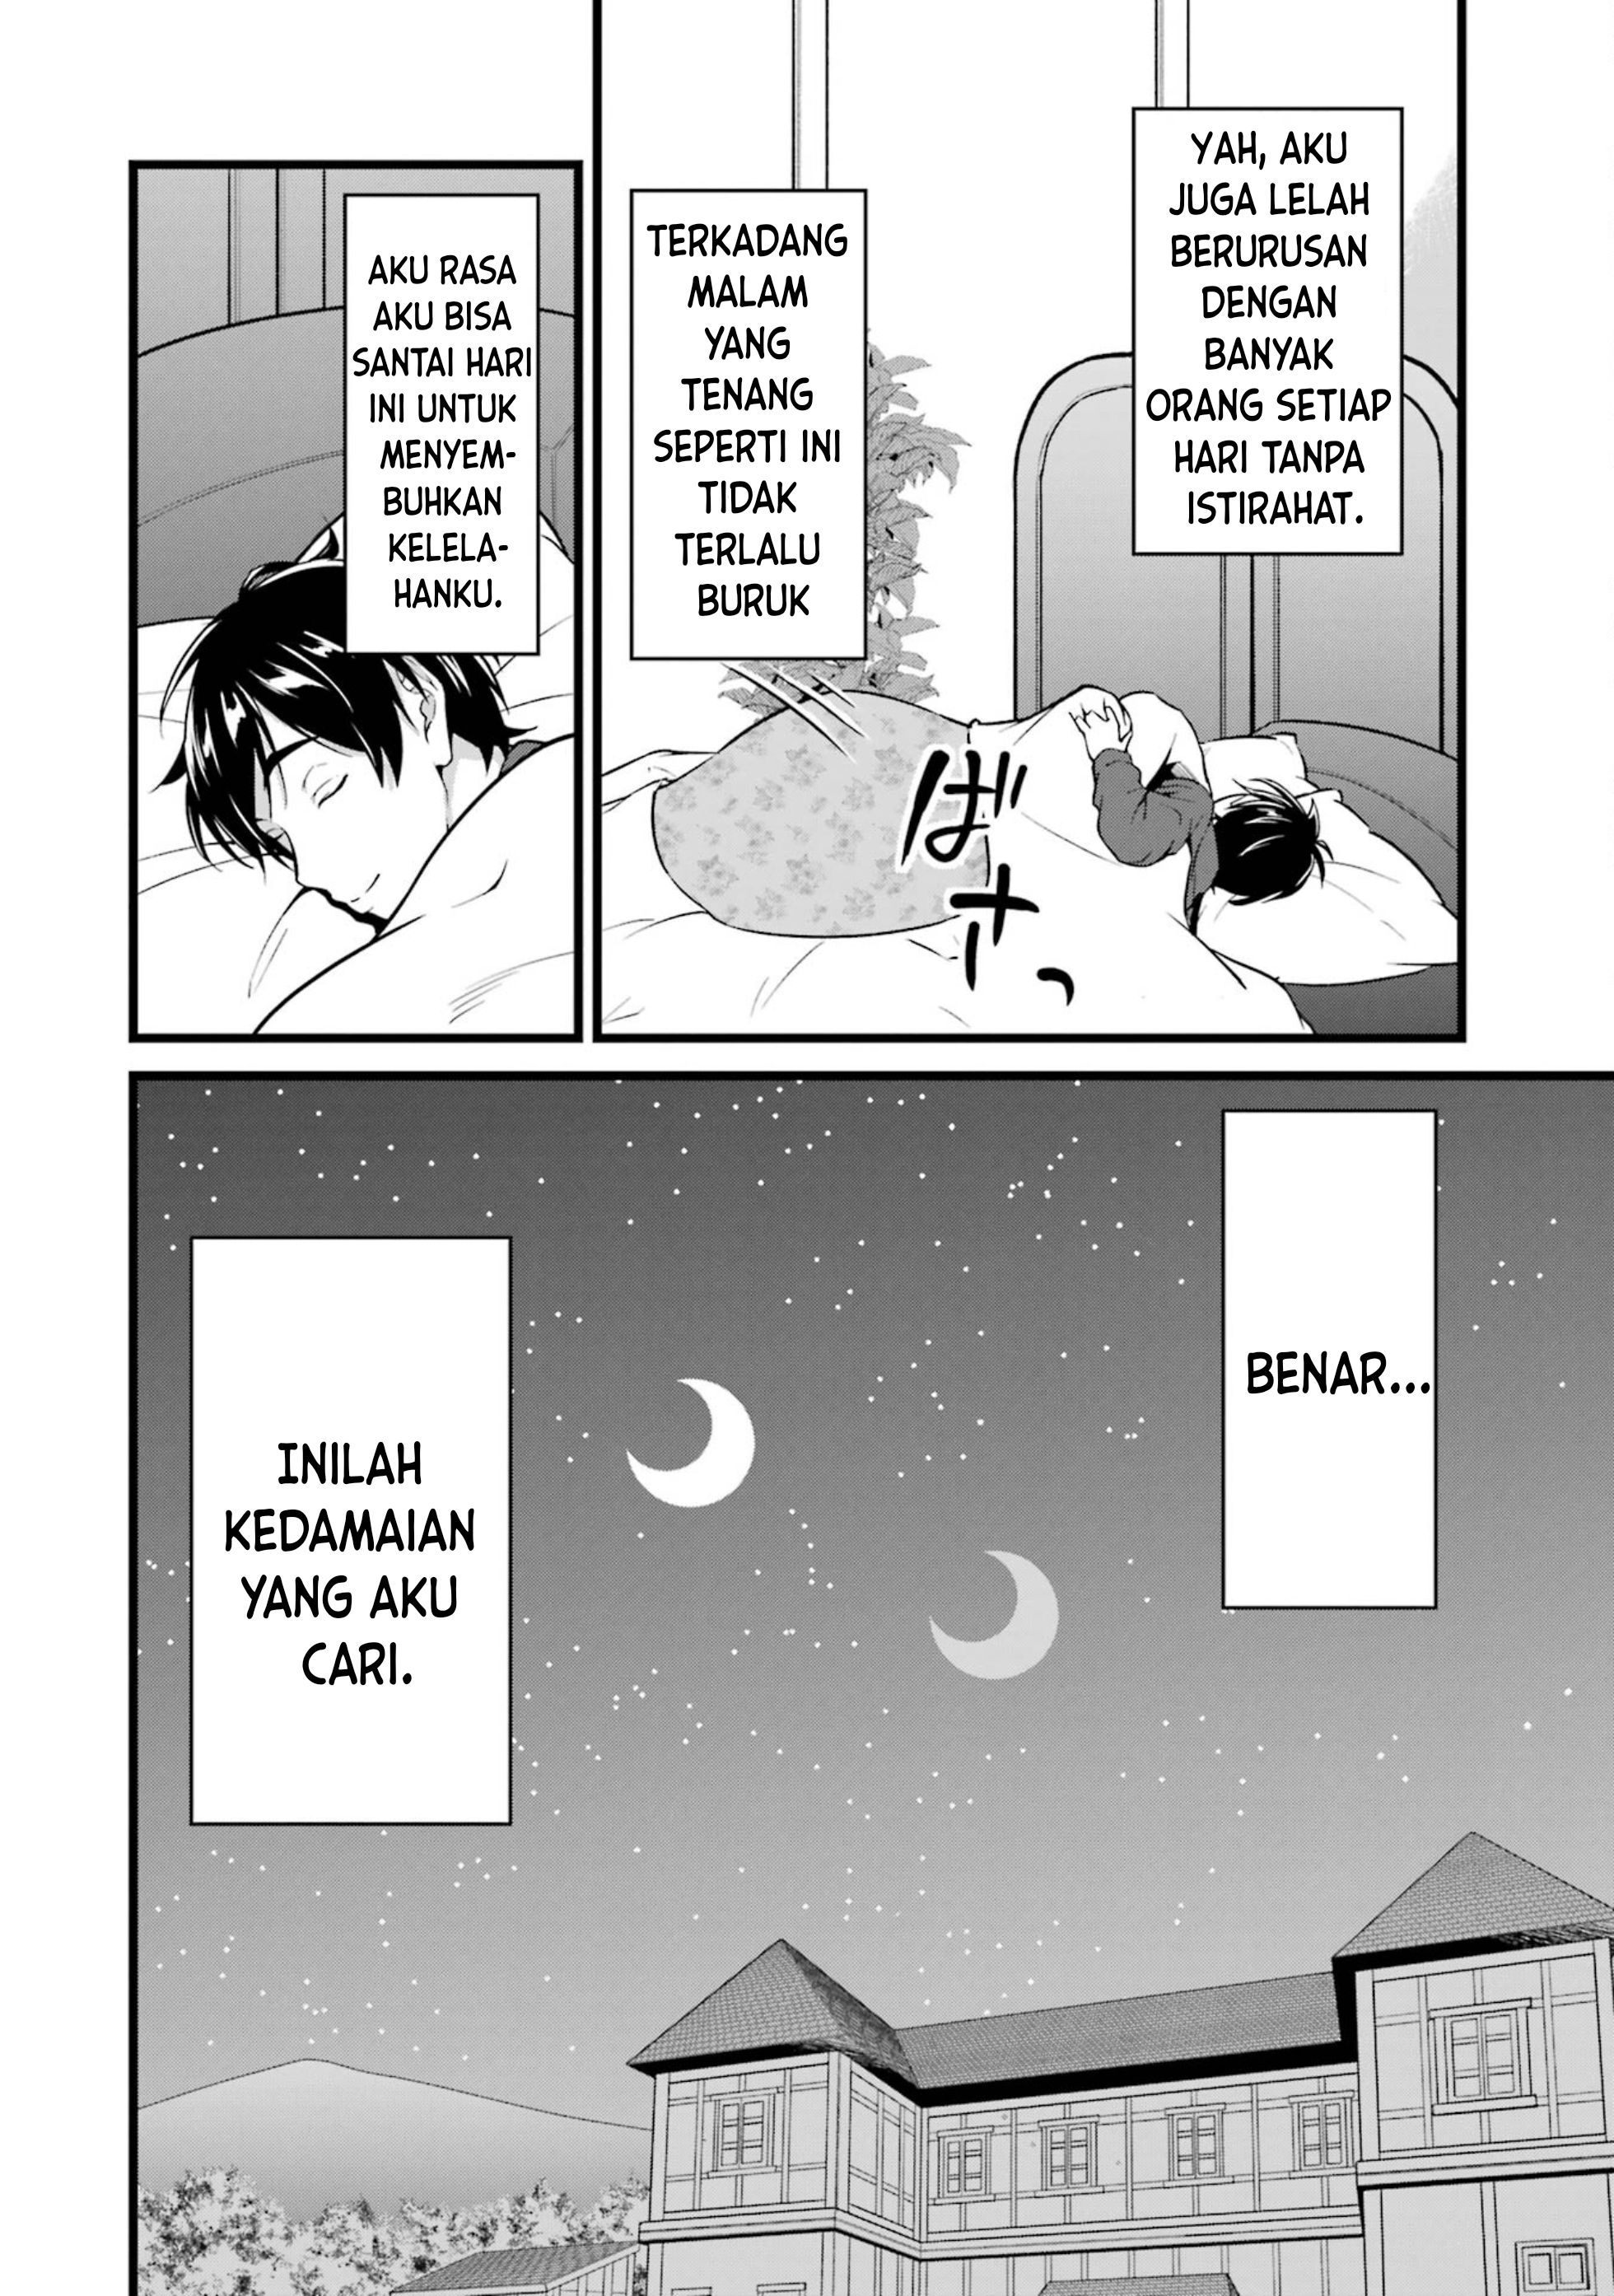 YAH, AKU
JUGA LELAH
BERURUSAN
DENGAN
BANYAK
ORANG SETIAP
HARI TANPA
ISTIRAHAT.
TERKADANG
MALAM
YANG
TENANG
SEPERTI INI
TIDAK
TERLALU
BURUK
ばさっ
AKU RASA
AKU BISA
SANTAI HARI
INI UNTUK
MENYEM-
BUHKAN
KELELA-
HANKU.
BENAR...
INILAH
KEDAMAIAN
YANG AKU
CARI.